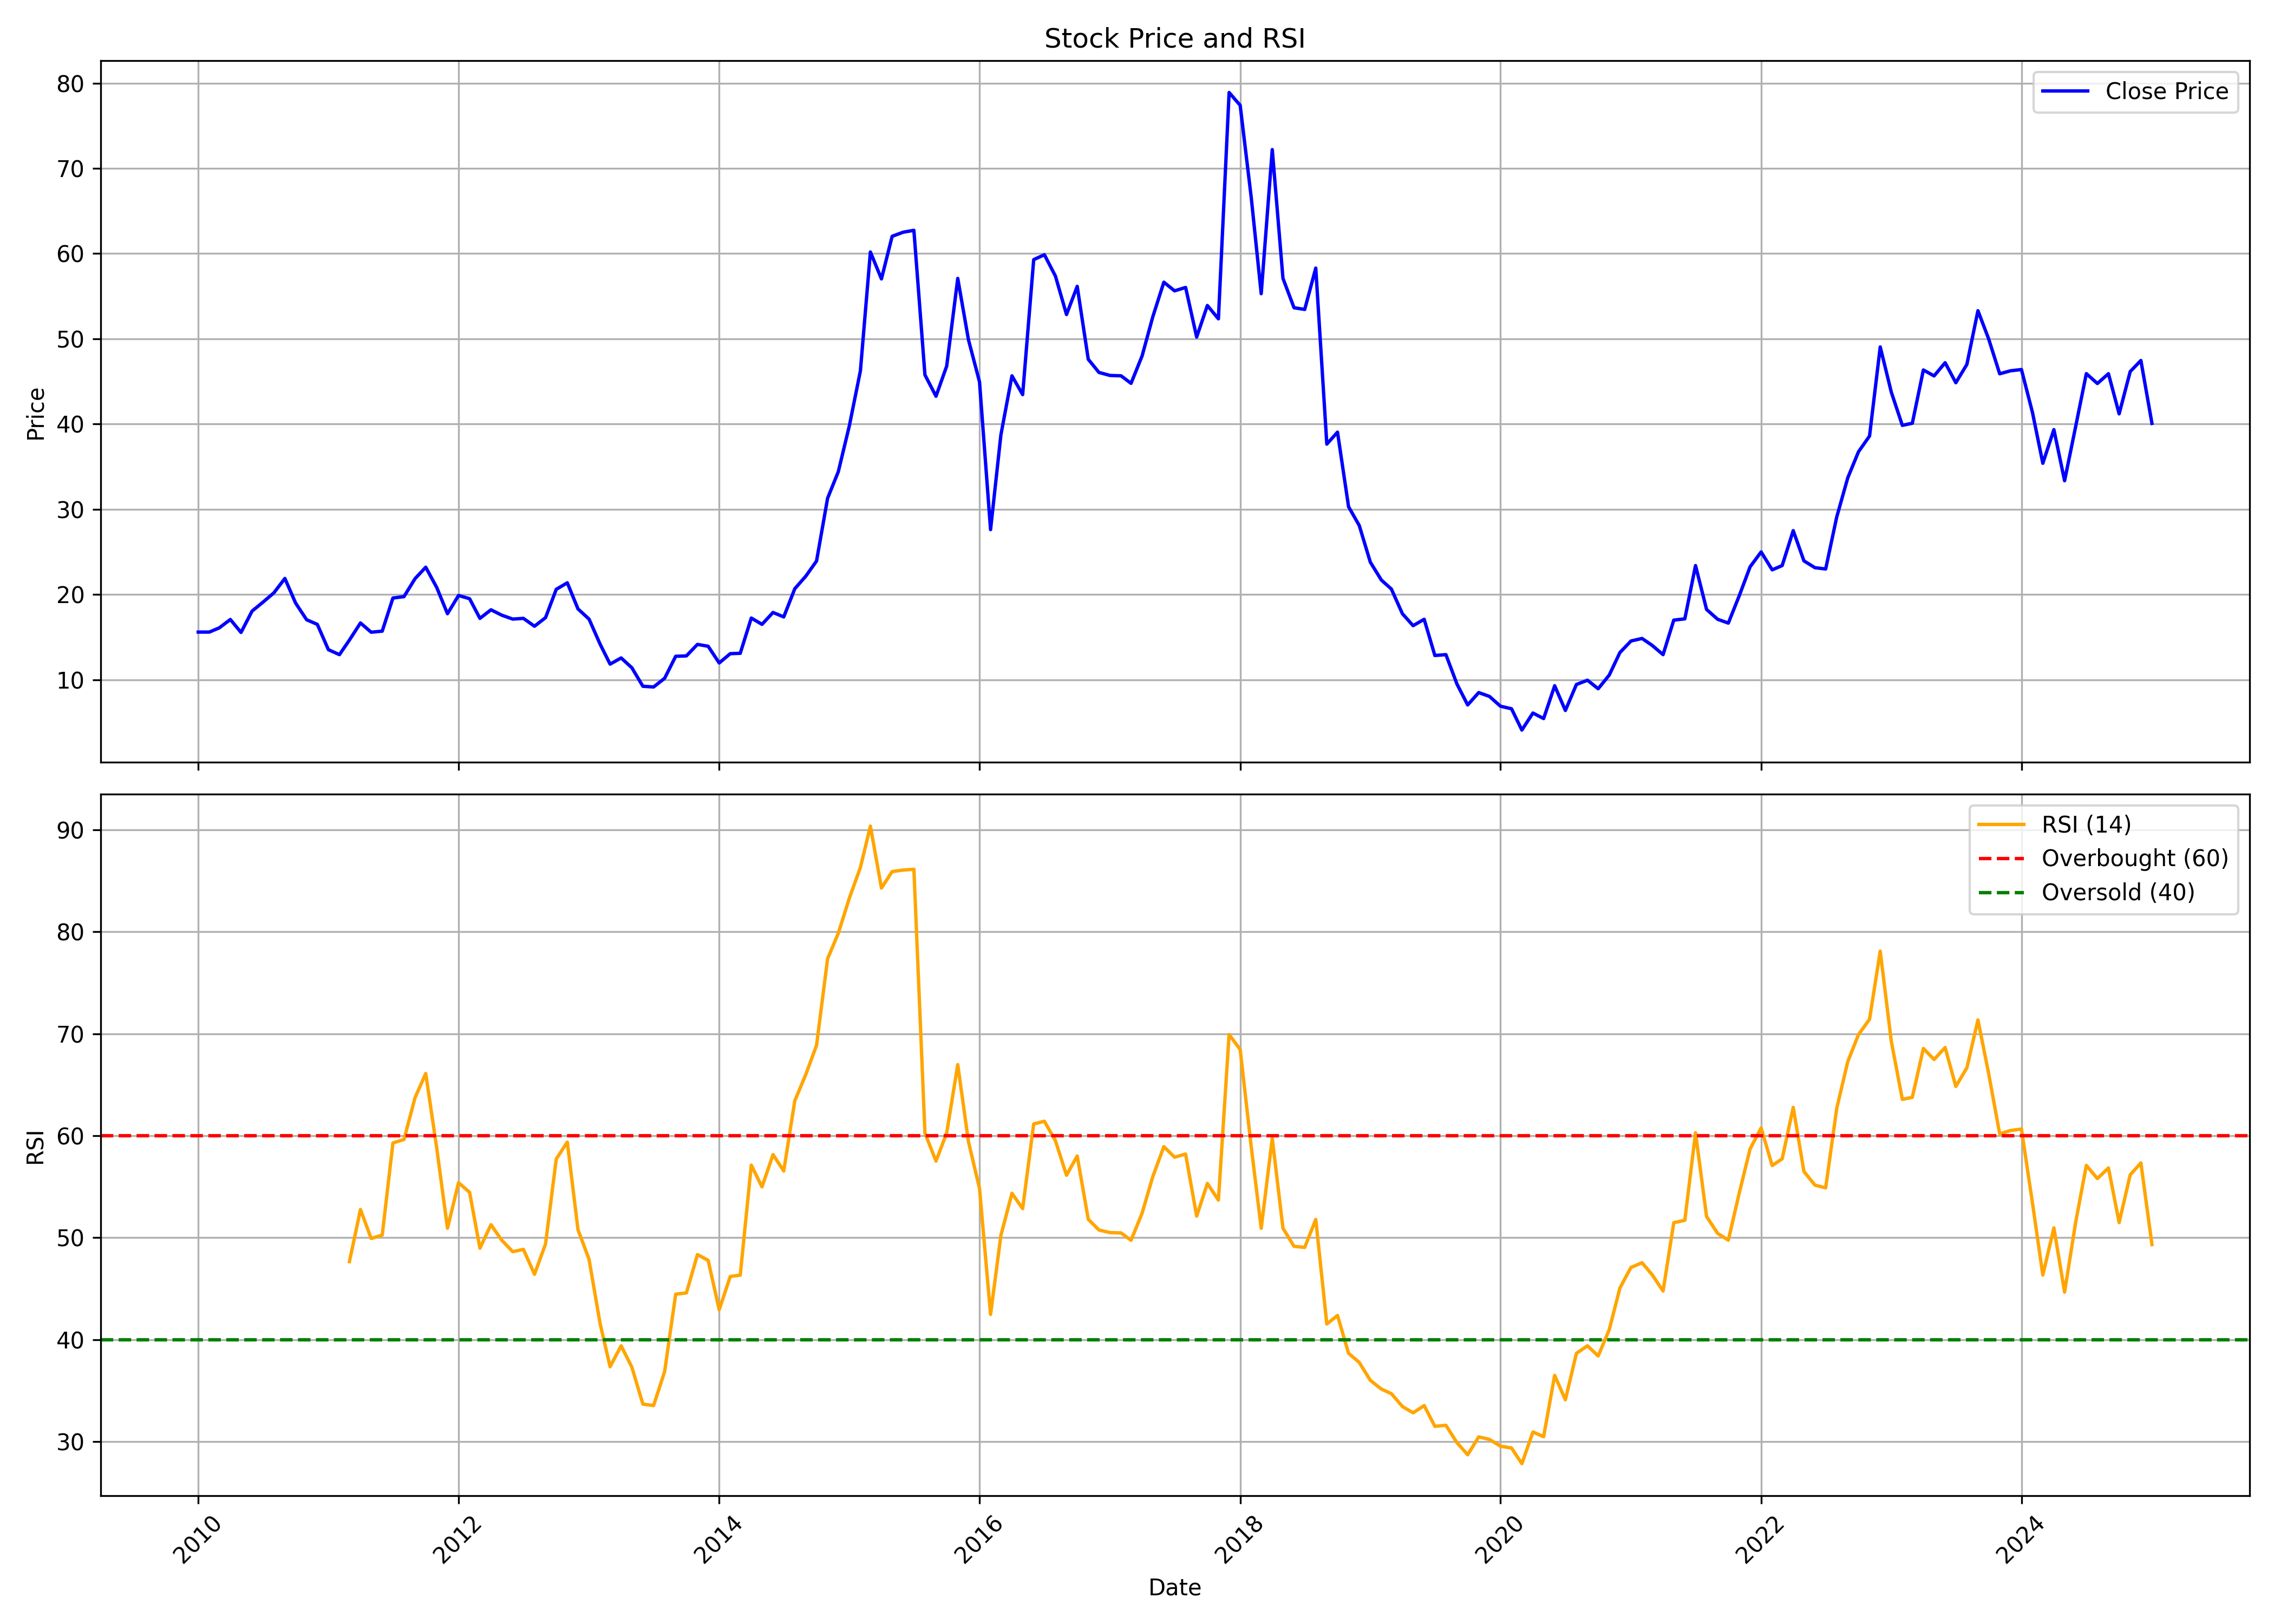 Stock Price and RSI
Close Price
Price
80
70
60
50
40
30
20
10
RSI (14)
Overbought (60)
Oversold (40)
RSI
90
80
70
60
50
40
30
2010
2012
2014
2016
2018
2020
2022
2024
Date